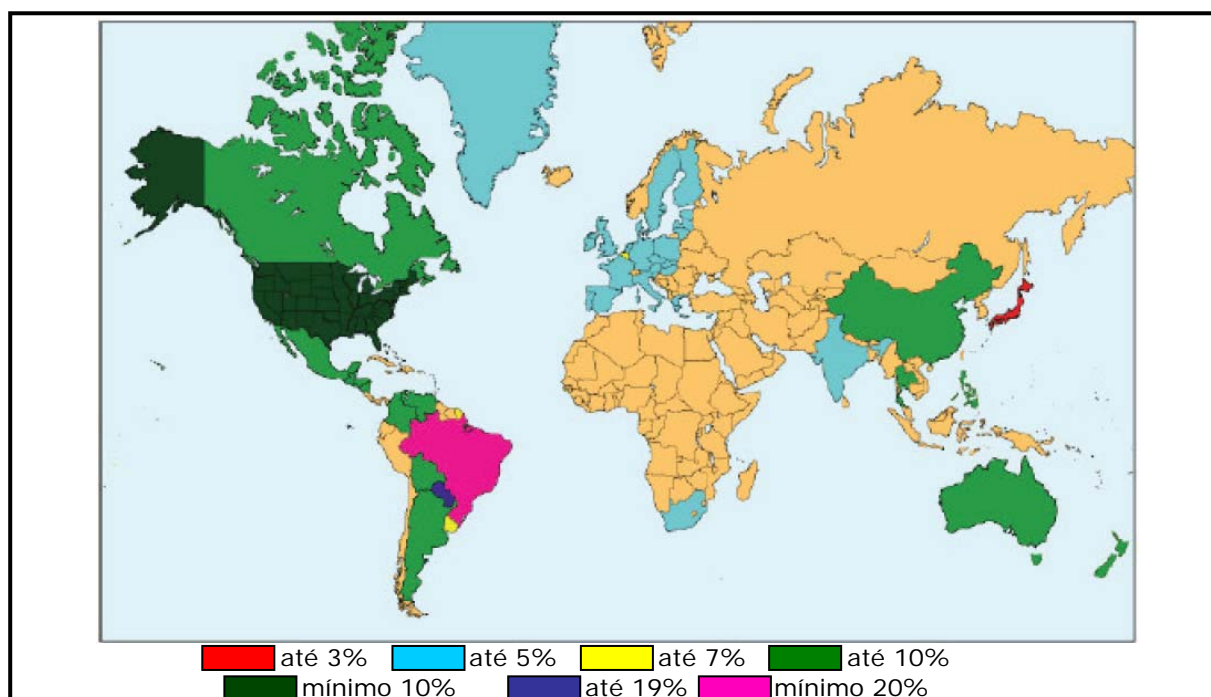 até 3% até 5% até 7% até 10%
mínimo 10% até 19% mínimo 20%